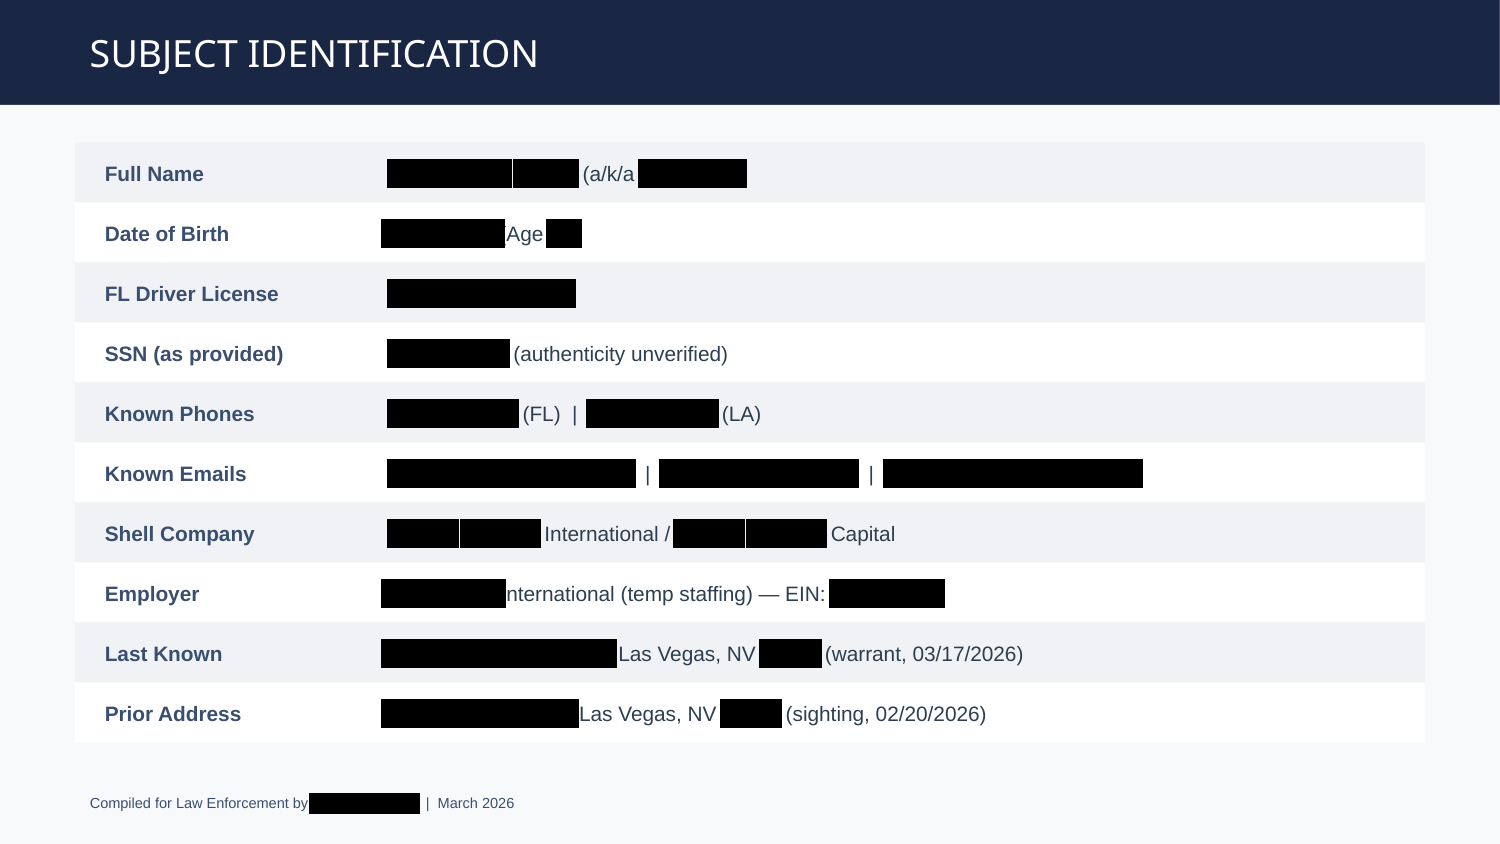 SUBJECT IDENTIFICATION
Full Name (a/k/a
Date of Birth Age
FL Driver License
SSN (as provided) (authenticity unverified)
Known Phones (FL) | (LA)
Known Emails | |
Shell Company International / Capital
Employer nternational (temp staffing) — EIN:
Last Known Las Vegas, NV (warrant, 03/17/2026)
Prior Address Las Vegas, NV (sighting, 02/20/2026)
Compiled for Law Enforcement by | March 2026